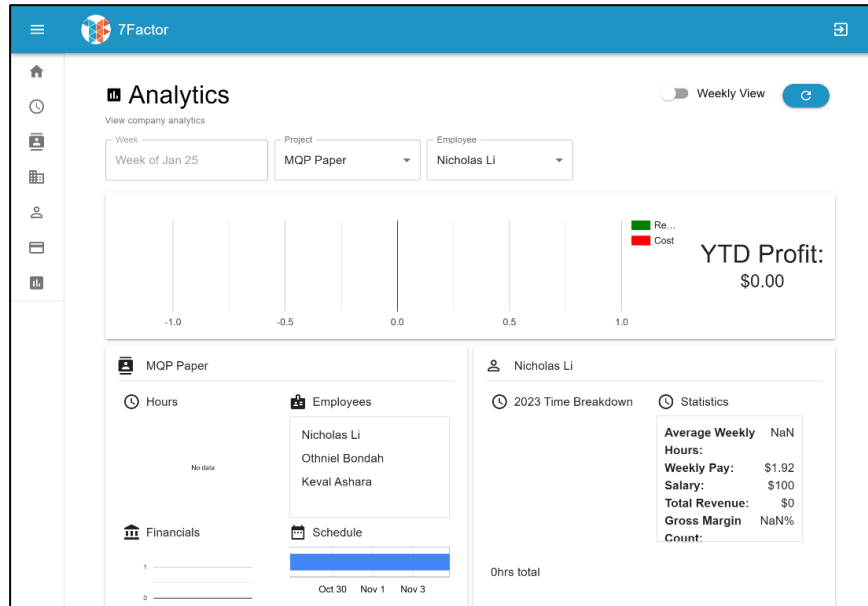 7Factor
Analytics
Weekly View
View company analytics
Week
Project
Employee
Week of Jan 25
MQP Paper
Nicholas Li
Re...
Cost
YTD Profit:
$0.00
-1.0
-0.5
0.0
0.5
1.0
MQP Paper
Hours
Employees
No data
Nicholas Li
Othniel Bondah
Keval Ashara
Financials
Schedule
1
0
Oct 30 Nov 1 Nov 3
Nicholas Li
2023 Time Breakdown
Statistics
Average Weekly NaN
Hours:
Weekly Pay: $1.92
Salary: $100
Total Revenue: $0
Gross Margin NaN%
Count:
0hrs total